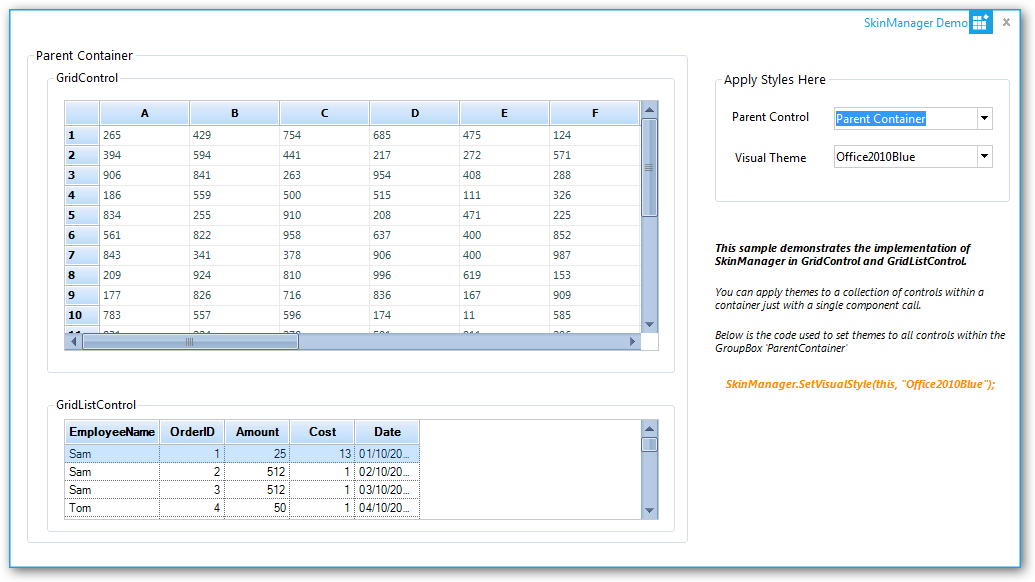 SkinManager Demo
Parent Container
GridControl
A B C D E F
1 265 429 754 685 475 124
2 394 594 441 217 272 571
3 906 841 263 954 408 288
4 186 559 500 515 111 326
5 834 255 910 208 471 225
6 561 822 958 637 400 852
7 843 341 378 906 400 987
8 209 924 810 996 619 153
9 177 826 716 836 167 909
10 783 557 596 174 11 585
GridListControl
EmployeeName OrderID Amount Cost Date
Sam 1 25 13 01/10/20...
Sam 2 512 1 02/10/20...
Sam 3 512 1 03/10/20...
Tom 4 50 1 04/10/20...
Apply Styles Here
Parent Control Parent Container
Visual Theme Office2010Blue
This sample demonstrates the implementation of
SkinManager in GridControl and GridListControl.
You can apply themes to a collection of controls within a
container just with a single component call.
Below is the code used to set themes to all controls within the
GroupBox 'ParentContainer'
SkinManager.SetVisualStyle(this, "Office2010Blue");